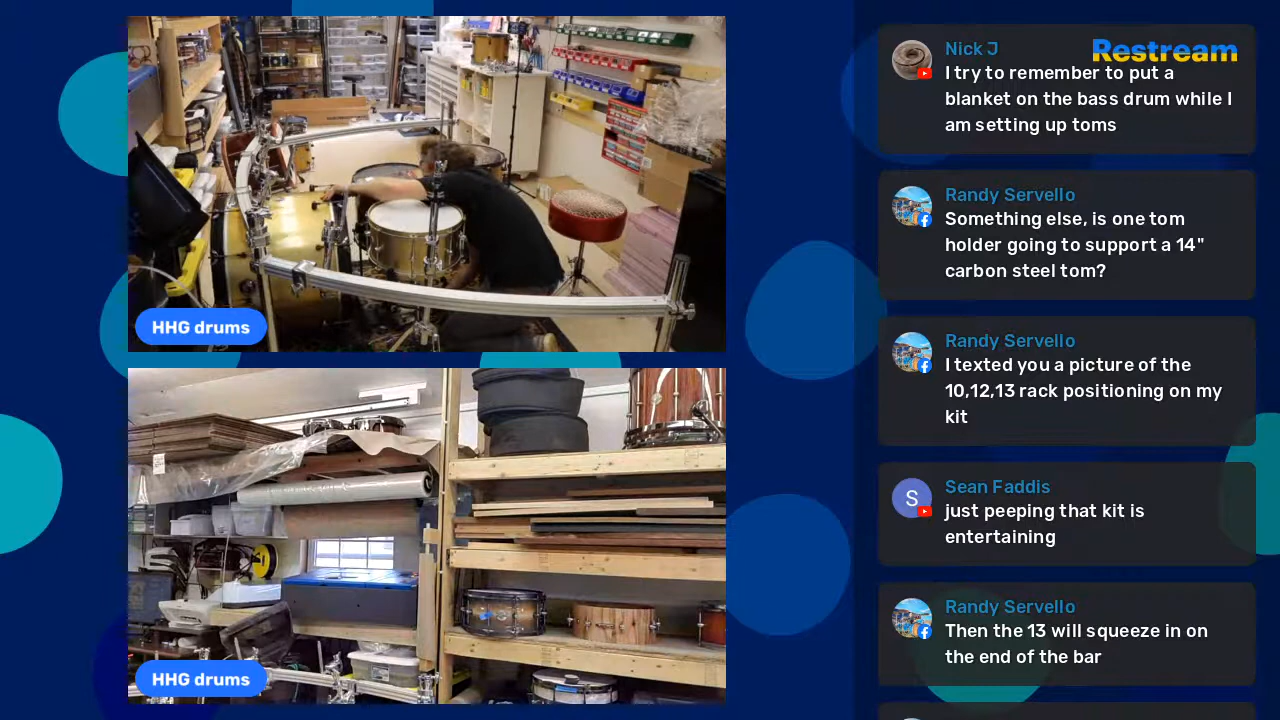 HHG drums
HHG drums
Restream
Nick J
I try to remember to put a
blanket on the bass drum while I
am setting up toms
Randy Servello
Something else, is one tom
holder going to support a 14"
carbon steel tom?
Randy Servello
I texted you a picture of the
10,12,13 rack positioning on my
kit
S
Sean Faddis
just peeping that kit is
entertaining
Randy Servello
Then the 13 will squeeze in on
the end of the bar